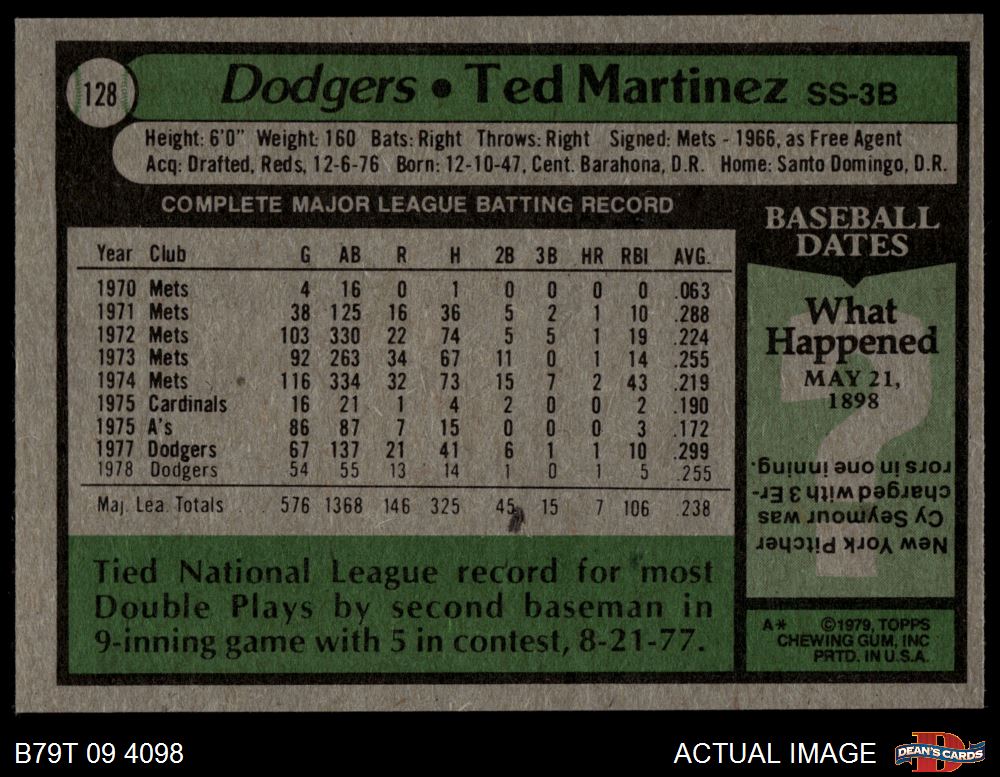 128
Dodgers • Ted Martinez SS-3B
Height: 6'0" Weight: 160 Bats: Right Throws: Right Signed: Mets - 1966, as Free Agent
Acq: Drafted, Reds, 12-6-76 Born: 12-10-47, Cent. Barahona, D.R. Home: Santo Domingo, D.R.
COMPLETE MAJOR LEAGUE BATTING RECORD
Year Club G AB R H 2B 3B HR RBI AVG.
1970 Mets 4 16 0 1 0 0 0 0 .063
1971 Mets 38 125 16 36 5 2 1 10 .288
1972 Mets 103 330 22 74 5 5 1 19 .224
1973 Mets 92 263 34 67 11 0 1 14 .255
1974 Mets 116 334 32 73 15 7 2 43 .219
1975 Cardinals 16 21 1 4 2 0 0 2 .190
1975 A's 86 87 7 15 0 0 0 3 .172
1977 Dodgers 67 137 21 41 6 1 1 10 .299
1978 Dodgers 54 55 13 14 1 0 1 5 .255
Maj. Lea. Totals 576 1368 146 325 45 15 7 106 .238
Tied National League record for most
Double Plays by second baseman in
9-inning game with 5 in contest, 8-21-77.
BASEBALL
DATES
What
Happened
MAY 21,
1898
New York Pitcher
Cy Seymour was
charged with 3 Er-
rors in one inning.
A* ©1979, TOPPS
CHEWING GUM, INC
PRTD. IN U.S.A.
B79T 09 4098
ACTUAL IMAGE
D
DEAN'S CARDS